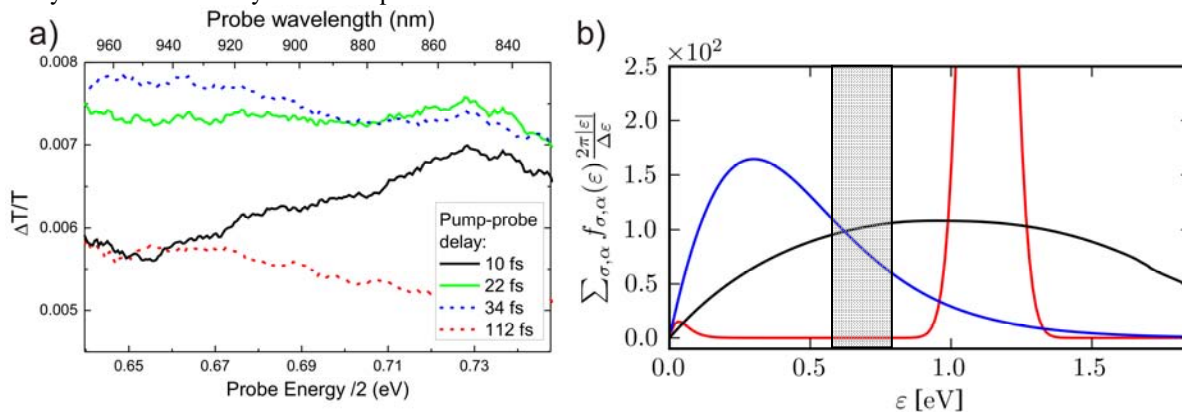 Probe wavelength (nm)
a)
960 940 920 900 880 860 840
0.008
0.007
0.006
0.005
ΔT/T
Pump-probe
delay:
10 fs
22 fs
34 fs
112 fs
0.65 0.67 0.69 0.71 0.73
Probe Energy /2 (eV)
b)
×10²
2.5
2.0
1.5
1.0
0.5
0.0
∑σ,α fσ,α(ε) 2π|ε|/Δε
0.0 0.5 1.0 1.5
ε [eV]